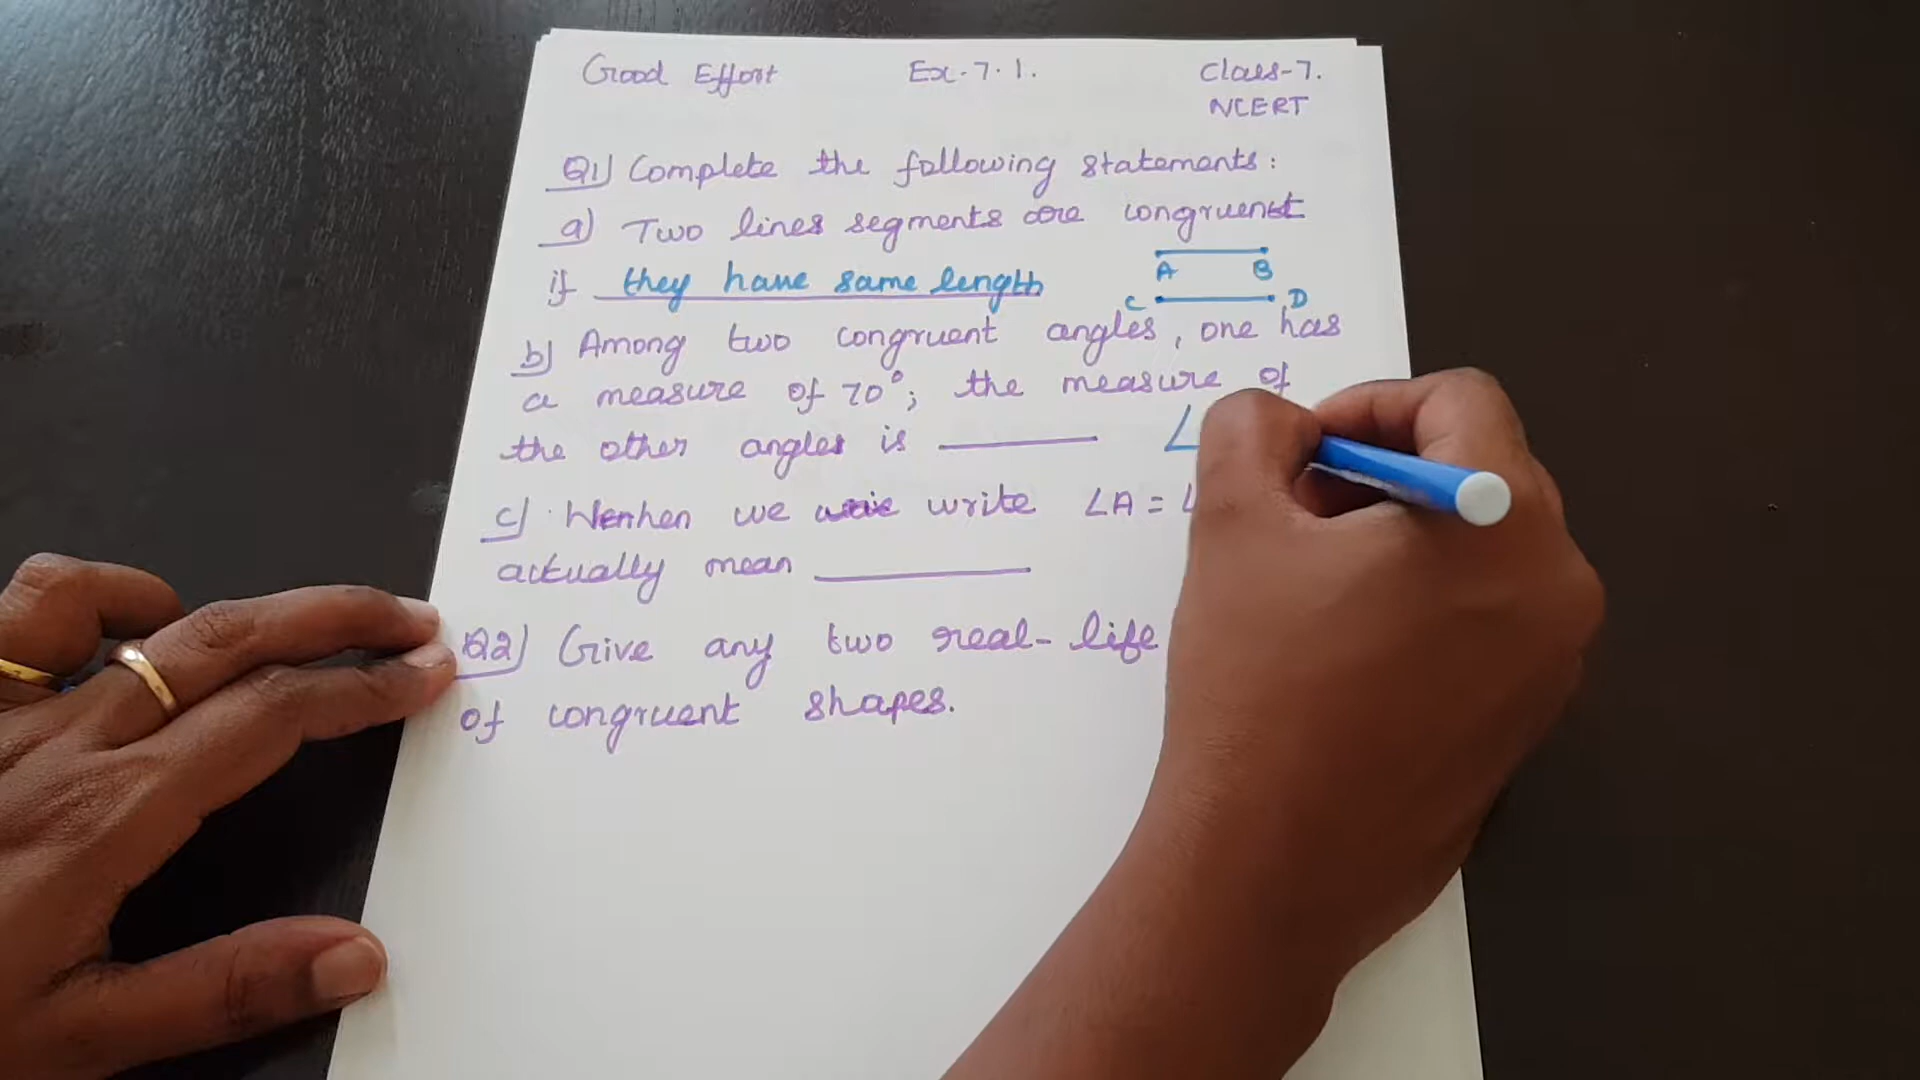 Good Effort Ex-7.1. Class-7.
NCERT
Q1) Complete the following statements:
a) Two lines segments are congruent
if they have same length
A B
C D
b) Among two congruent angles, one has
a measure of 70°; the measure of
the other angles is ______ ∠
c) When we write ∠A = ∠
actually mean ______
Q2) Give any two real-life
of congruent shapes.